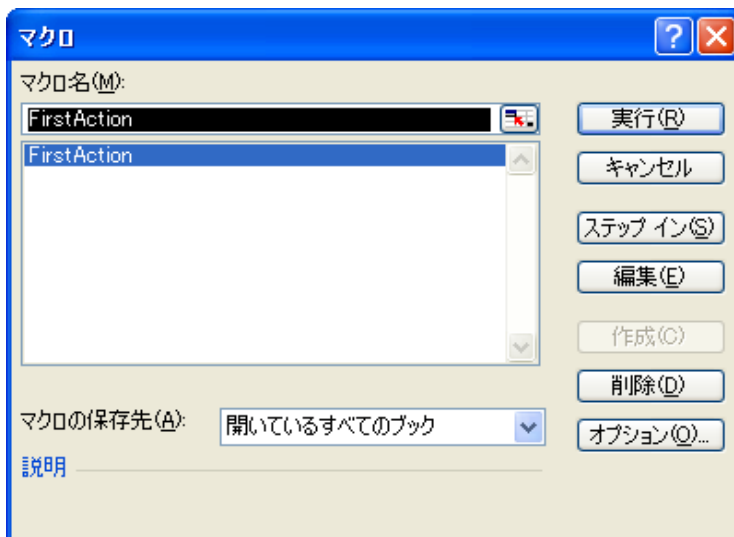 マクロ
マクロ名(M):
FirstAction
FirstAction
実行(R)
キャンセル
ステップ イン(S)
編集(E)
作成(C)
削除(D)
マクロの保存先(A):
開いているすべてのブック
オプション(O)...
説明